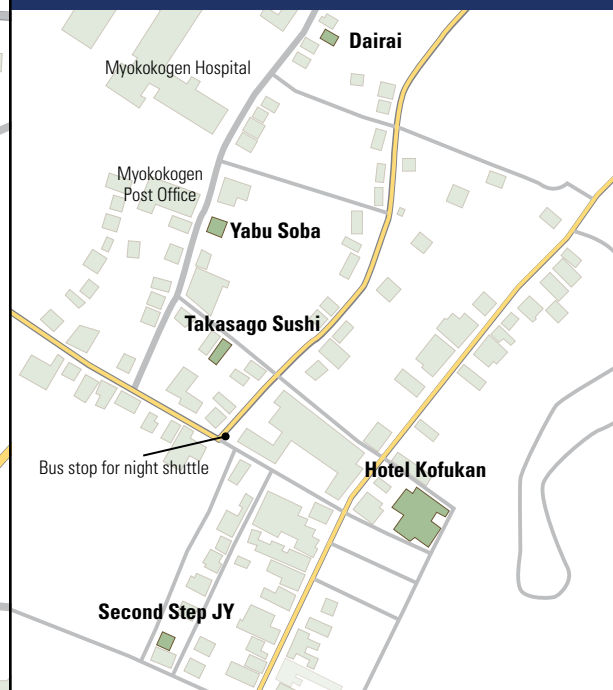 Dairai
Myokokogen Hospital
Myokokogen
Post Office
Yabu Soba
Takasago Sushi
Bus stop for night shuttle
Hotel Kofukan
Second Step JY